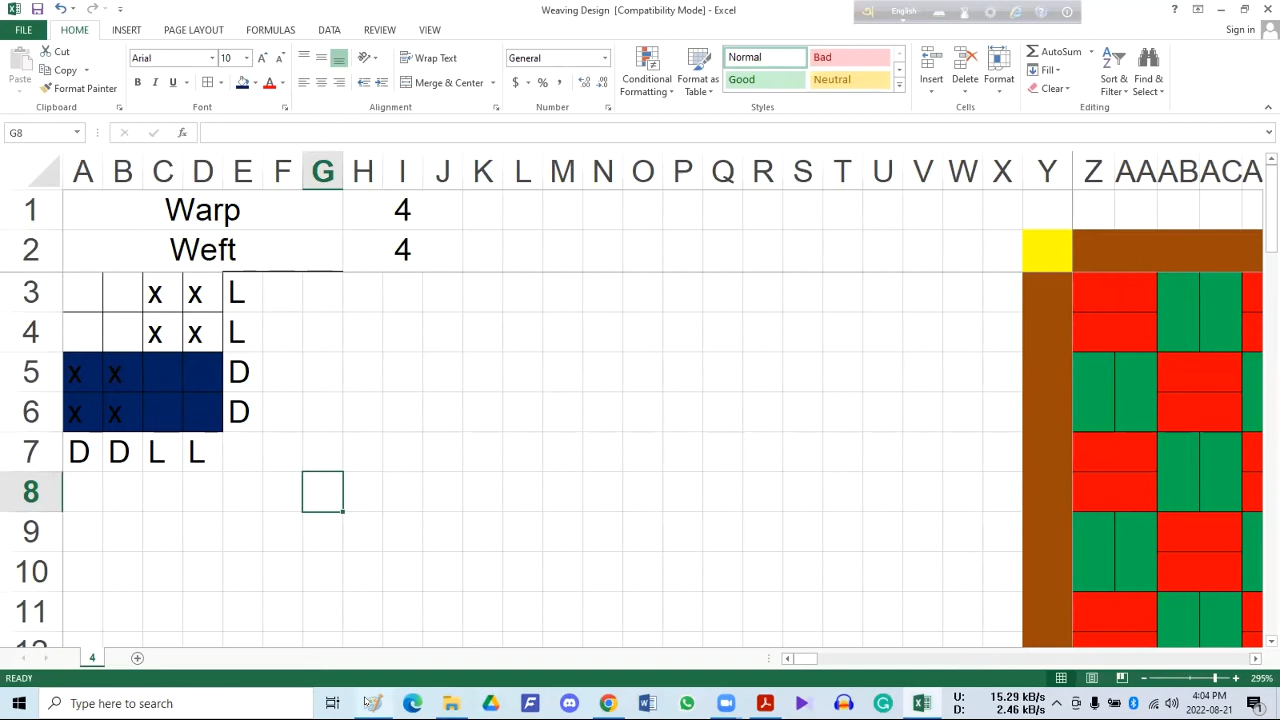 Weaving Design [Compatibility Mode] - Excel
English
FILE HOME INSERT PAGE LAYOUT FORMULAS DATA REVIEW VIEW
Sign in
Paste
Cut
Copy
Format Painter
Clipboard
Arial 10
B I U
Font
Wrap Text
Merge & Center
Alignment
General
$ % ,
Number
Conditional Formatting
Format as Table
Normal Bad
Good Neutral
Styles
Insert Delete Format
Cells
AutoSum
Fill
Clear
Sort & Filter
Find & Select
Editing
G8
A B C D E F G H I J K L M N O P Q R S T U V W X Y Z AA AB AC A
1 Warp 4
2 Weft 4
3 x x L
4 x x L
5 x x D
6 x x D
7 D D L L
8
9
10
11
4
READY
295%
Type here to search
U: 15.29 kB/s
D: 2.46 kB/s
4:04 PM
2022-08-21